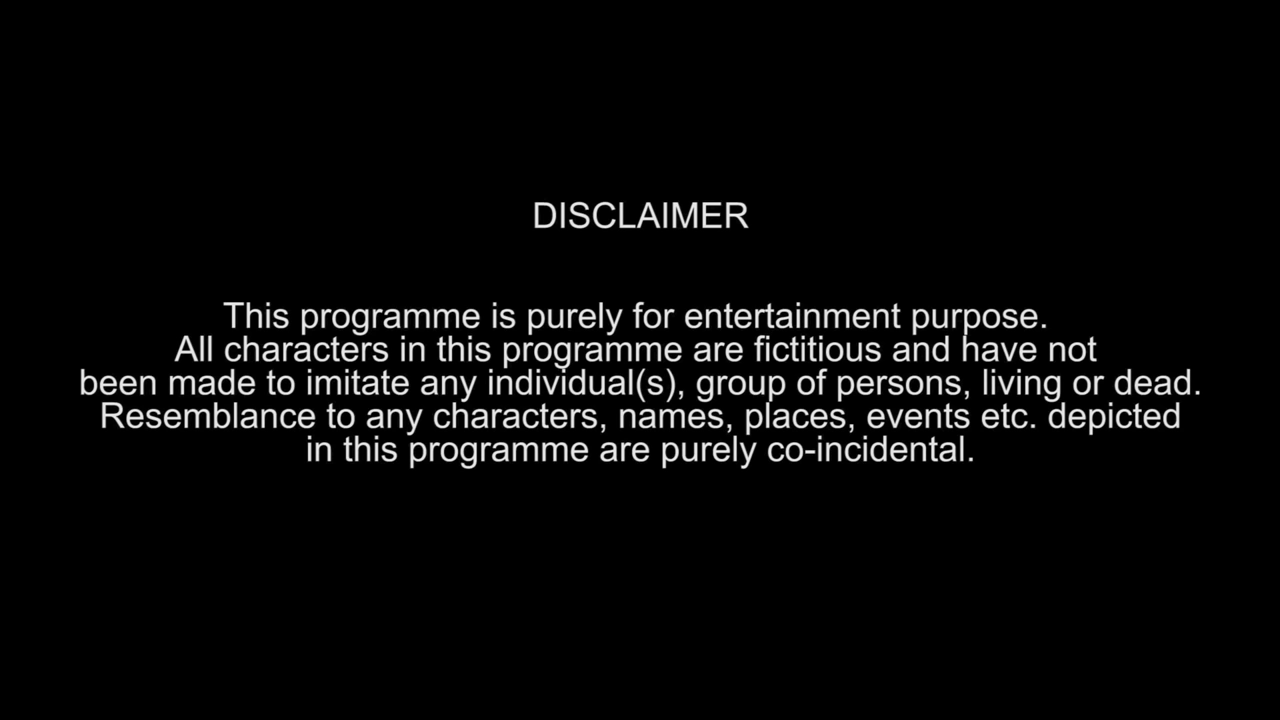 DISCLAIMER
This programme is purely for entertainment purpose.
All characters in this programme are fictitious and have not
been made to imitate any individual(s), group of persons, living or dead.
Resemblance to any characters, names, places, events etc. depicted
in this programme are purely co-incidental.